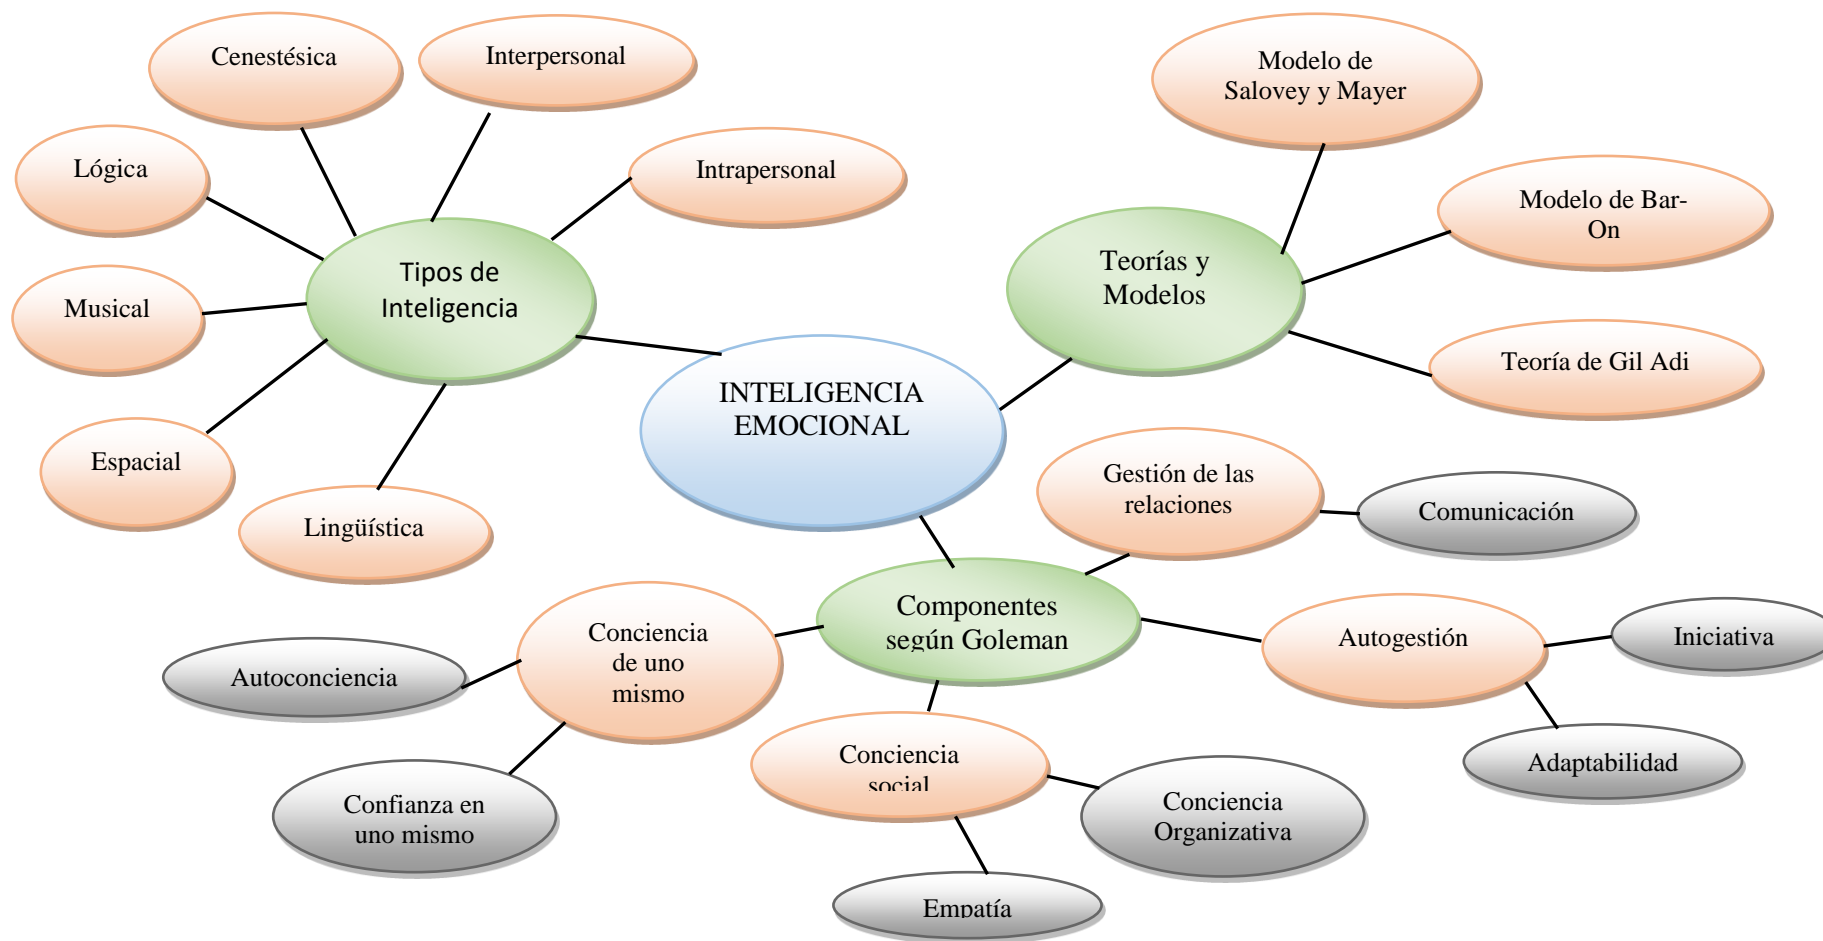 Cenestésica
Interpersonal
Modelo de
Salovey y Mayer
Lógica
Intrapersonal
Modelo de Bar-
On
Tipos de
Inteligencia
Teorías y
Modelos
Musical
Teoría de Gil Adi
INTELIGENCIA
EMOCIONAL
Espacial
Gestión de las
relaciones
Comunicación
Lingüística
Componentes
según Goleman
Conciencia
de uno
mismo
Autogestión
Iniciativa
Autoconciencia
Conciencia
social
Adaptabilidad
Confianza en
uno mismo
Conciencia
Organizativa
Empatía